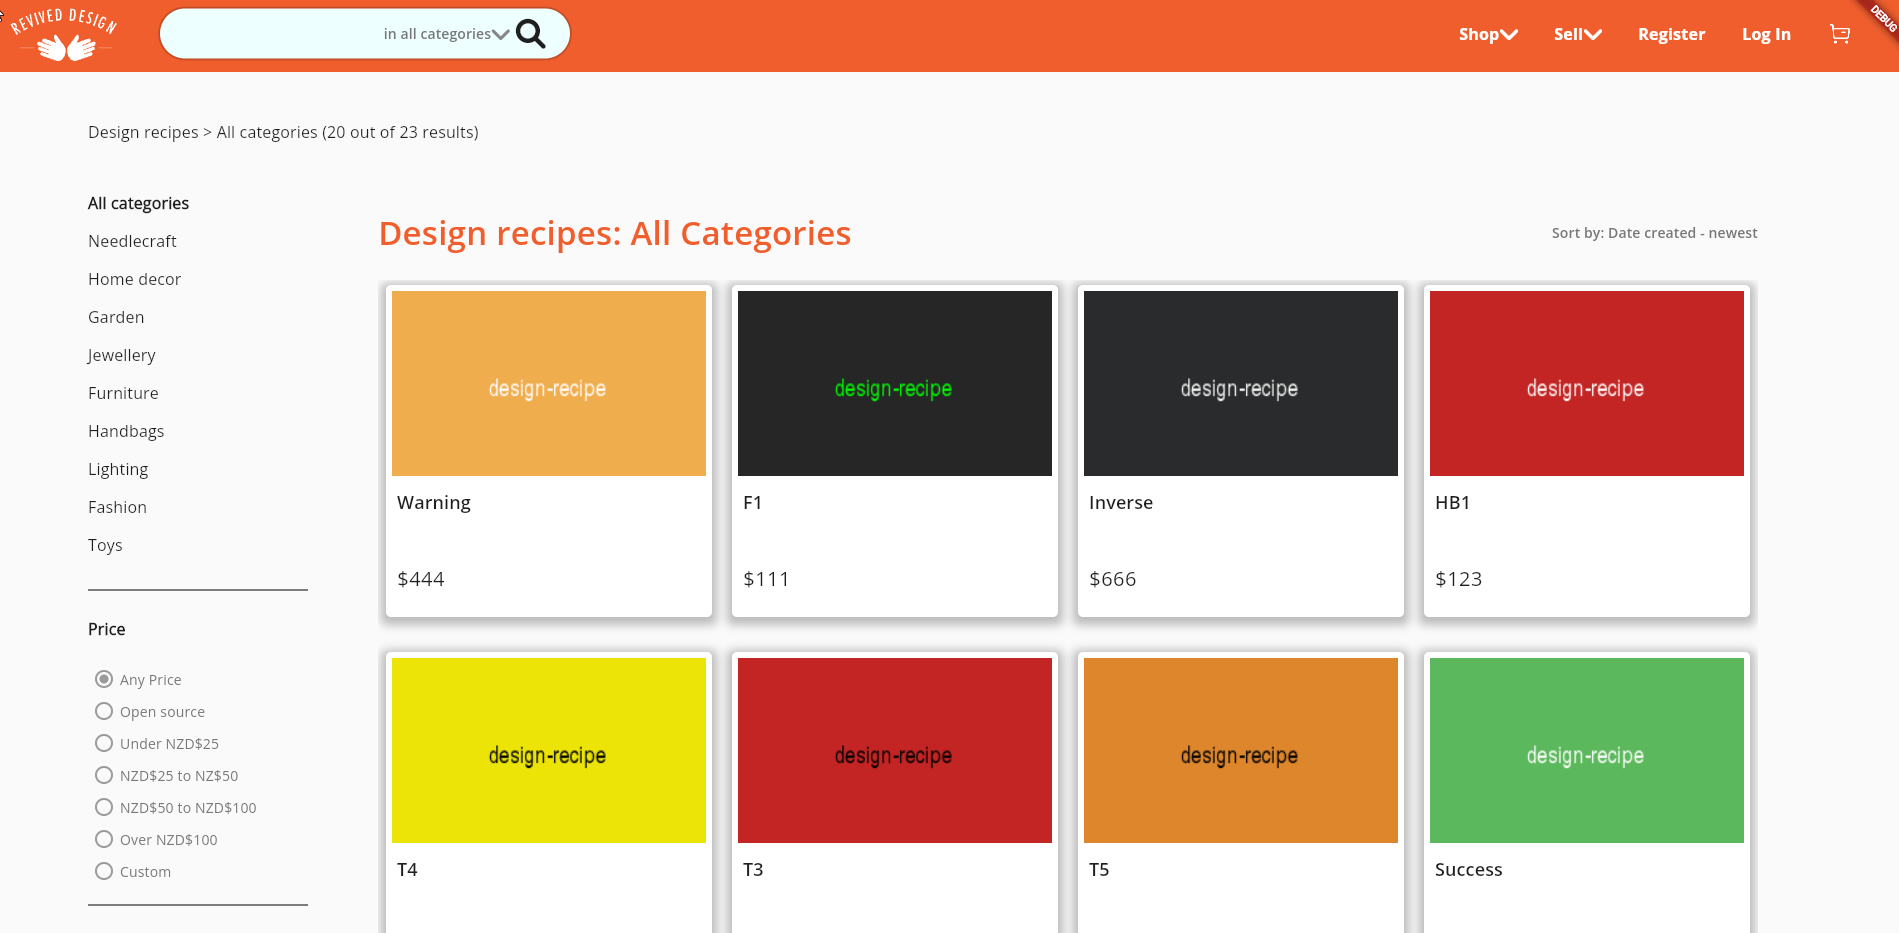 REVIVED DESIGN
in all categories
Shop
Sell
Register
Log In
DEBUG
Design recipes > All categories (20 out of 23 results)
All categories
Needlecraft
Home decor
Garden
Jewellery
Furniture
Handbags
Lighting
Fashion
Toys
Price
Any Price
Open source
Under NZD$25
NZD$25 to NZ$50
NZD$50 to NZD$100
Over NZD$100
Custom
Design recipes: All Categories
Sort by: Date created - newest
design-recipe
design-recipe
design-recipe
design-recipe
Warning
F1
Inverse
HB1
$444
$111
$666
$123
design-recipe
design-recipe
design-recipe
design-recipe
T4
T3
T5
Success